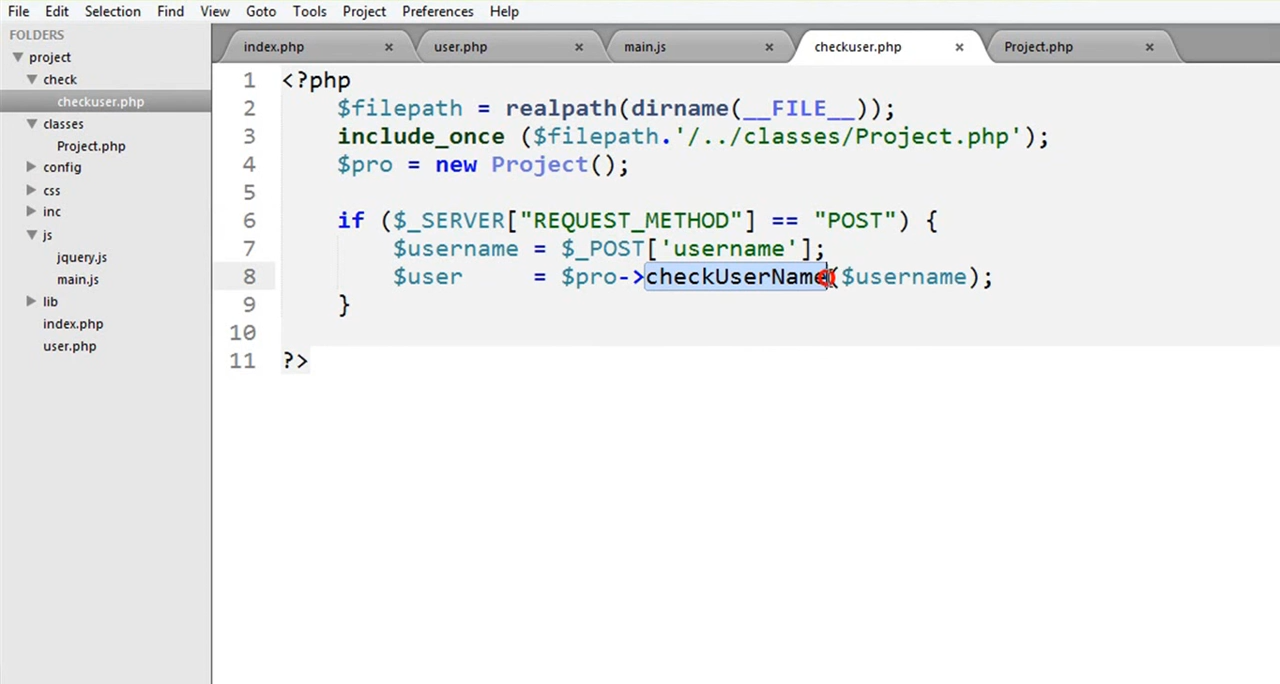 File Edit Selection Find View Goto Tools Project Preferences Help
FOLDERS
project
check
checkuser.php
classes
Project.php
config
css
inc
js
jquery.js
main.js
lib
index.php
user.php
index.php × user.php × main.js × checkuser.php × Project.php ×
1 <?php
2 $filepath = realpath(dirname(__FILE__));
3 include_once ($filepath.'/../classes/Project.php');
4 $pro = new Project();
5
6 if ($_SERVER["REQUEST_METHOD"] == "POST") {
7 $username = $_POST['username'];
8 $user = $pro->checkUserName($username);
9 }
10
11 ?>